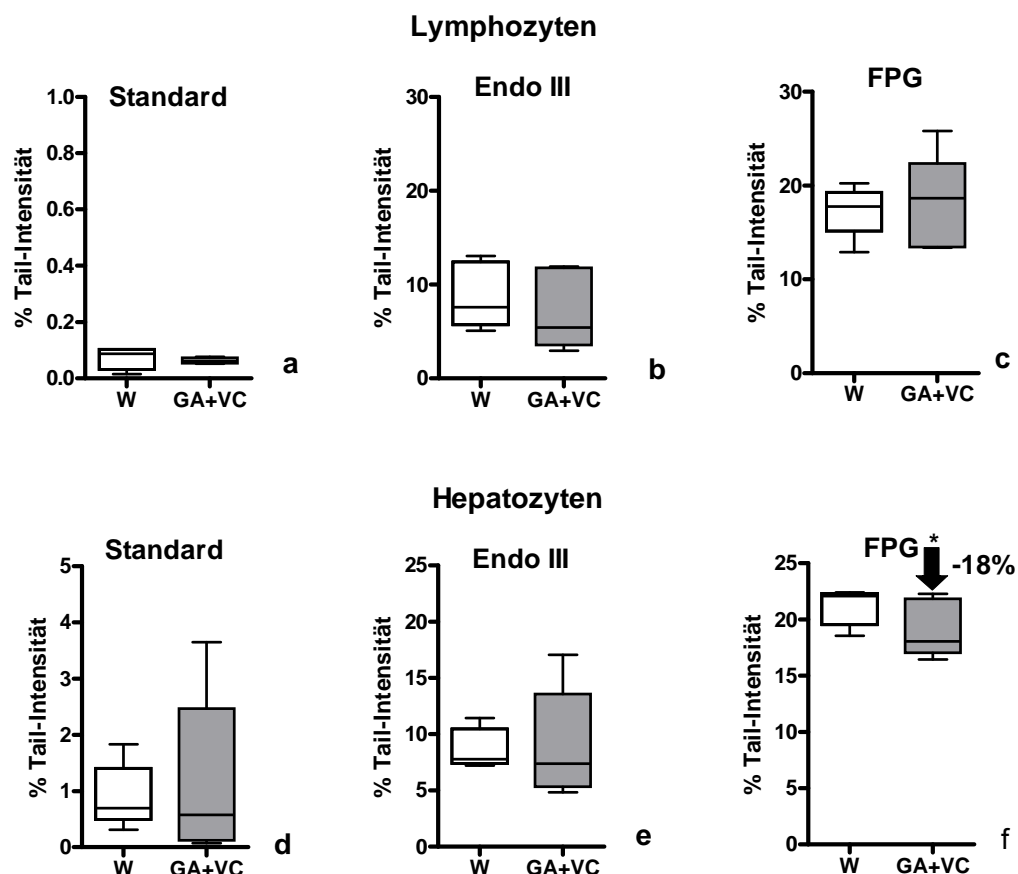 Lymphozyten
Standard
% Tail-Intensität
1.0
0.8
0.6
0.4
0.2
0.0
W
GA+VC
a
Endo III
% Tail-Intensität
30
20
10
0
W
GA+VC
b
FPG
% Tail-Intensität
30
20
10
0
W
GA+VC
c
Hepatozyten
Standard
% Tail-Intensität
5
4
3
2
1
0
W
GA+VC
d
Endo III
% Tail-Intensität
25
20
15
10
5
0
W
GA+VC
e
FPG *
-18%
% Tail-Intensität
25
20
15
10
5
0
W
GA+VC
f